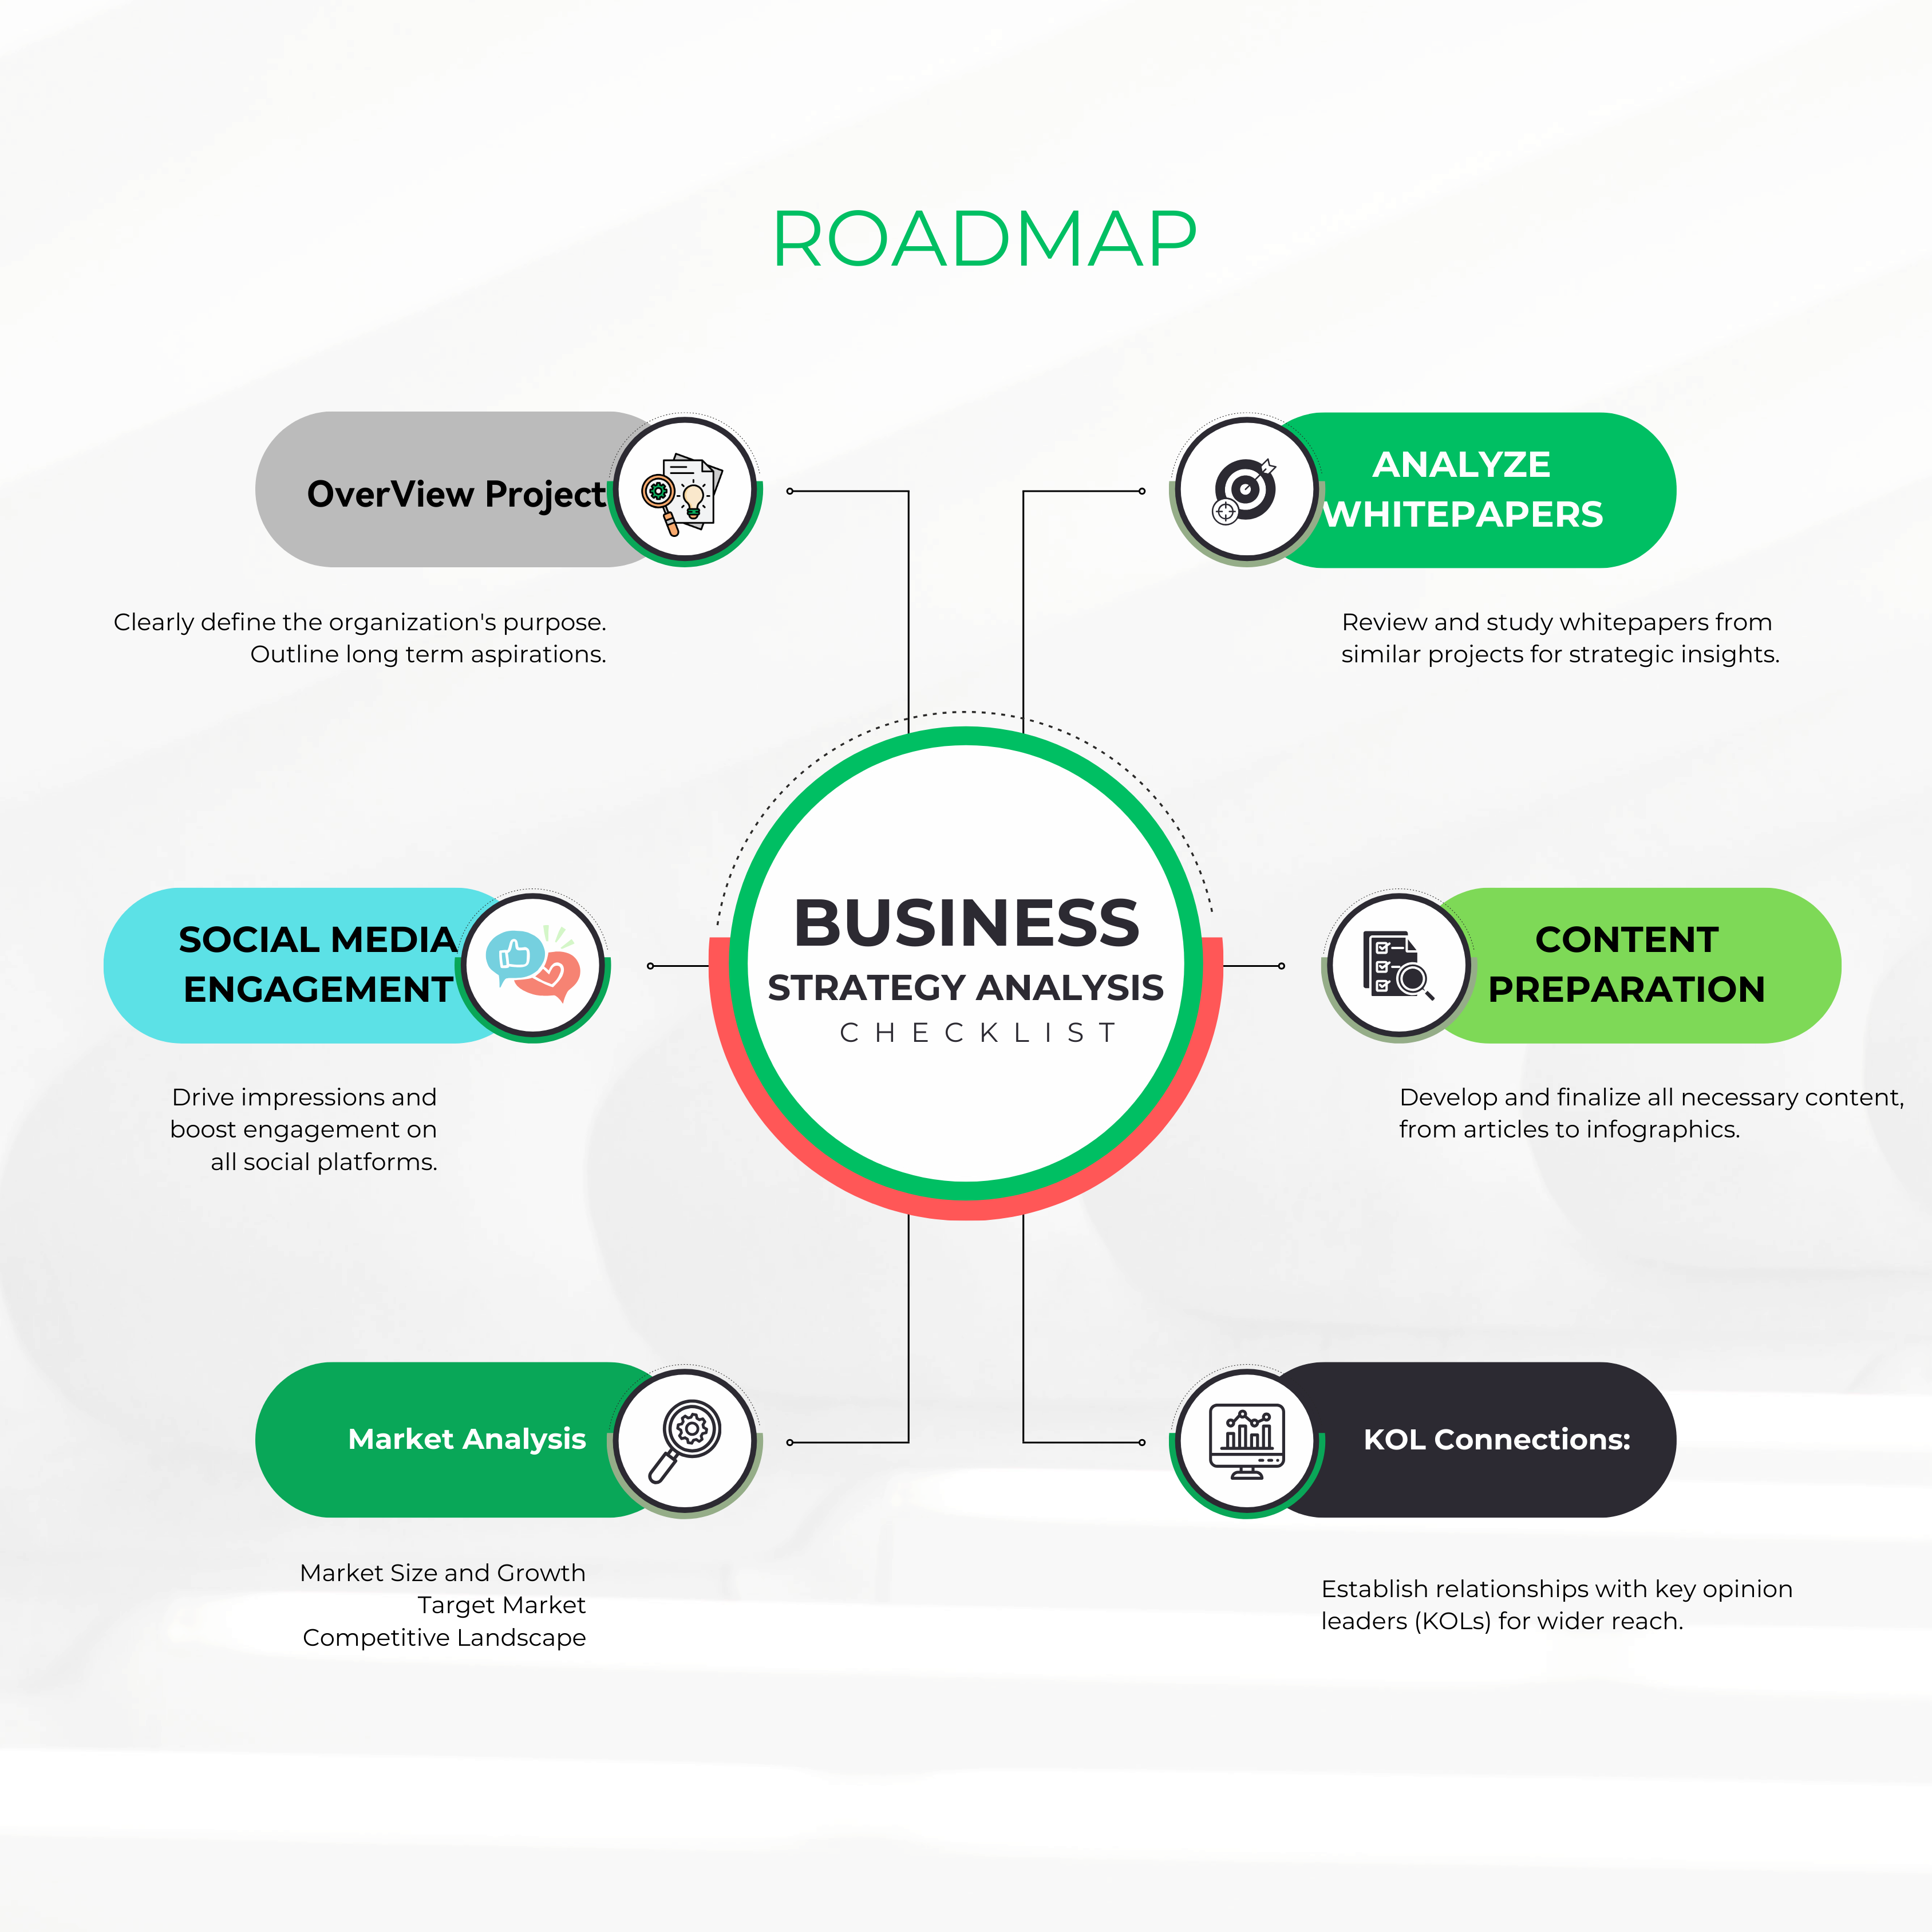 ROADMAP
OverView Project
Clearly define the organization's purpose.
Outline long term aspirations.
ANALYZE
WHITEPAPERS
Review and study whitepapers from
similar projects for strategic insights.
SOCIAL MEDIA
ENGAGEMENT
Drive impressions and
boost engagement on
all social platforms.
BUSINESS
STRATEGY ANALYSIS
CHECKLIST
CONTENT
PREPARATION
Develop and finalize all necessary content,
from articles to infographics.
Market Analysis
Market Size and Growth
Target Market
Competitive Landscape
KOL Connections:
Establish relationships with key opinion
leaders (KOLs) for wider reach.